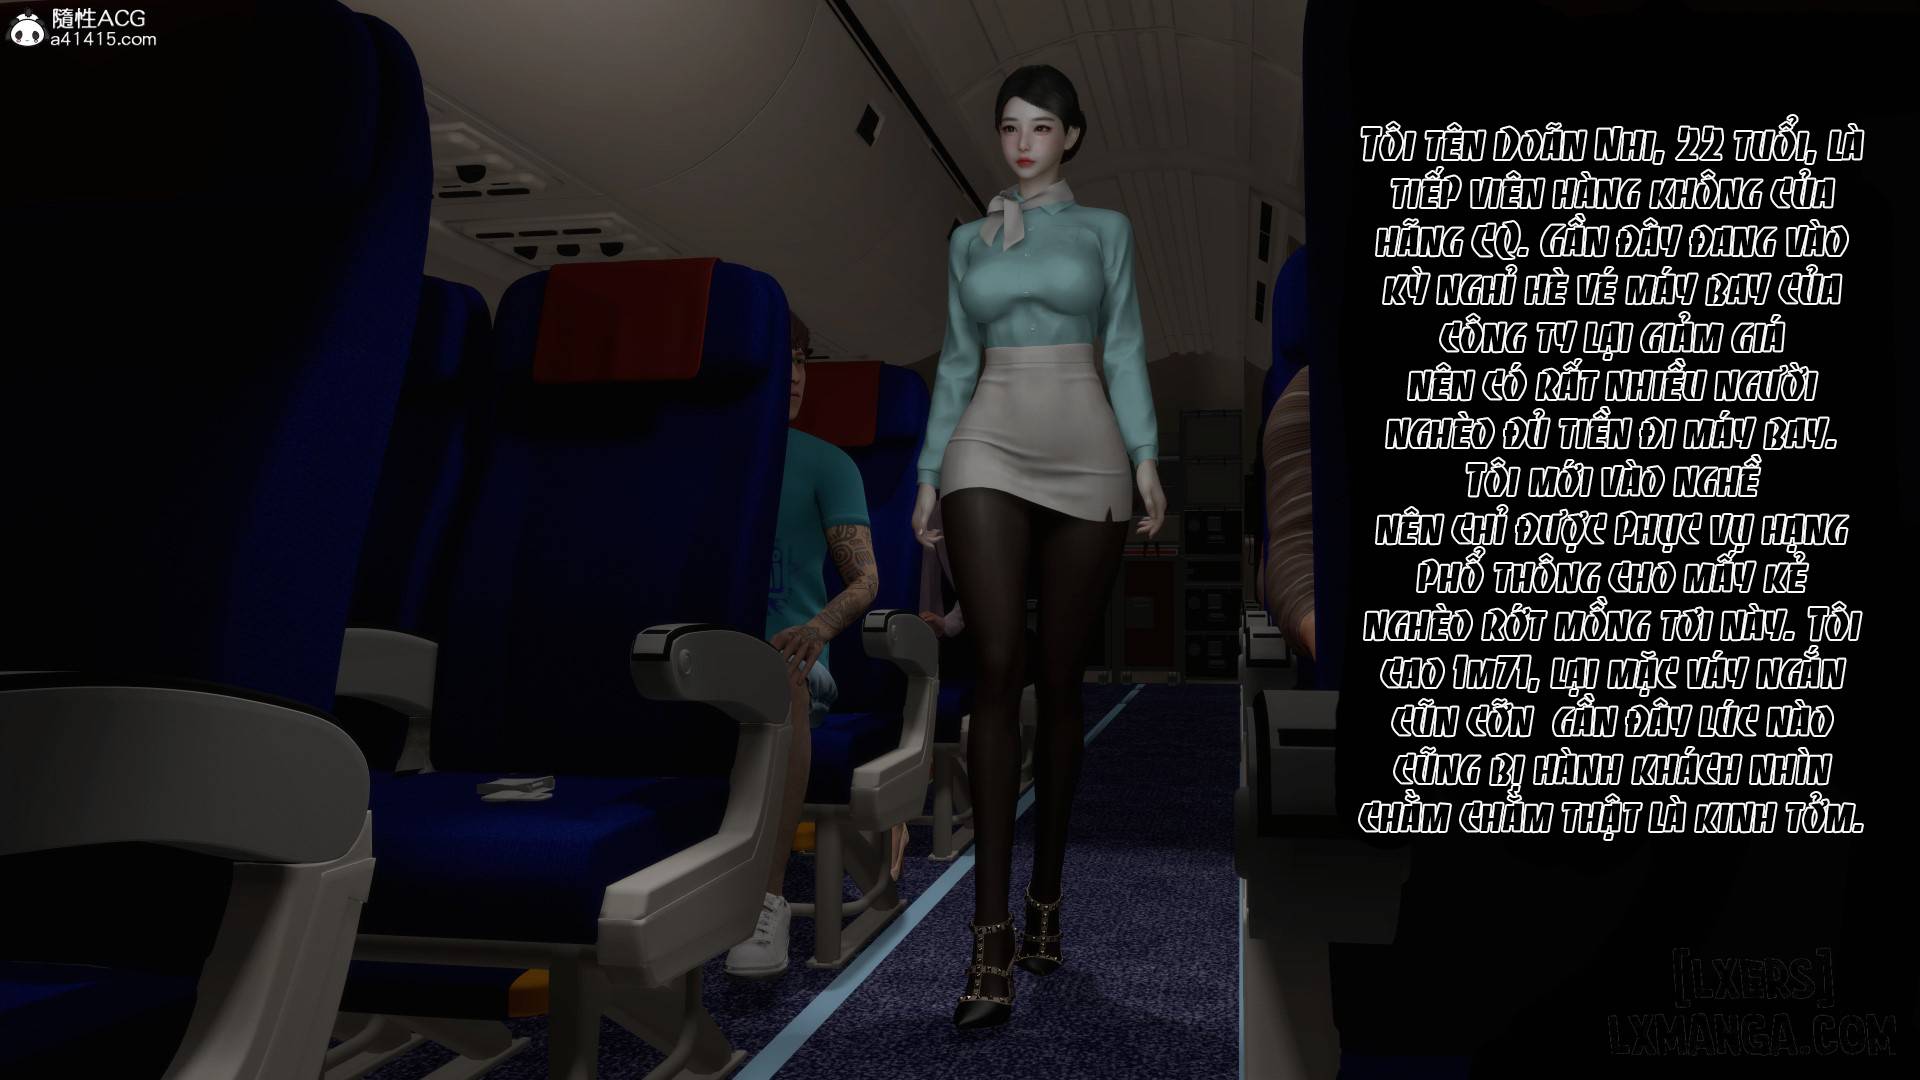 隨性ACG
a41415.com
Tôi tên Doãn Nhi, 22 tuổi, là
tiếp viên hàng không của
hãng CQ. Gần đây đang vào
kỳ nghỉ hè vé máy bay của
công ty lại giảm giá
nên có rất nhiều người
nghèo đủ tiền đi máy bay.
Tôi mới vào nghề
nên chỉ được phục vụ hạng
phổ thông cho mấy kẻ
nghèo rớt mồng tơi này. Tôi
cao 1m71, lại mặc váy ngắn
cũn cỡn gần đây lúc nào
cũng bị hành khách nhìn
chằm chằm thật là kinh tởm.
[LXERS]
LXMANGA.COM